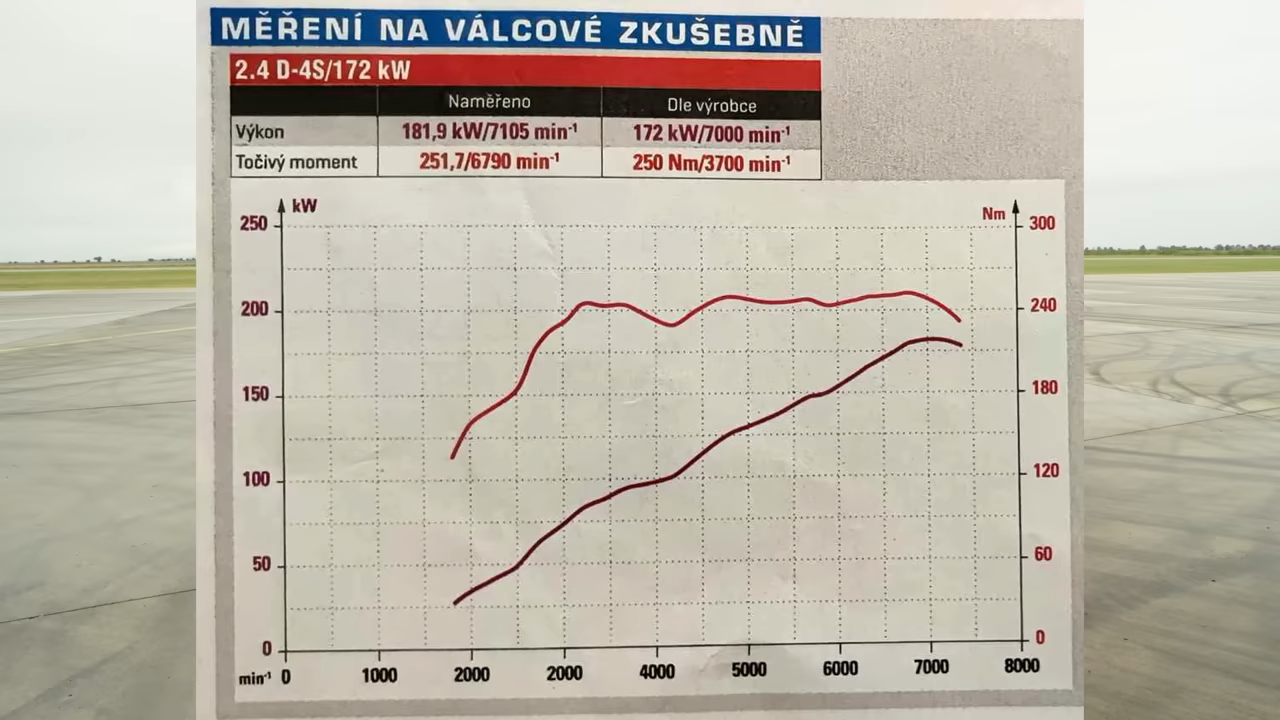 MĚŘENÍ NA VÁLCOVÉ ZKUŠEBNĚ
2.4 D-4S/172 kW
Naměřeno Dle výrobce
Výkon 181,9 kW/7105 min⁻¹ 172 kW/7000 min⁻¹
Točivý moment 251,7/6790 min⁻¹ 250 Nm/3700 min⁻¹
kW Nm
250 300
200 240
150 180
100 120
50 60
0 0
min⁻¹ 0 1000 2000 2000 4000 5000 6000 7000 8000